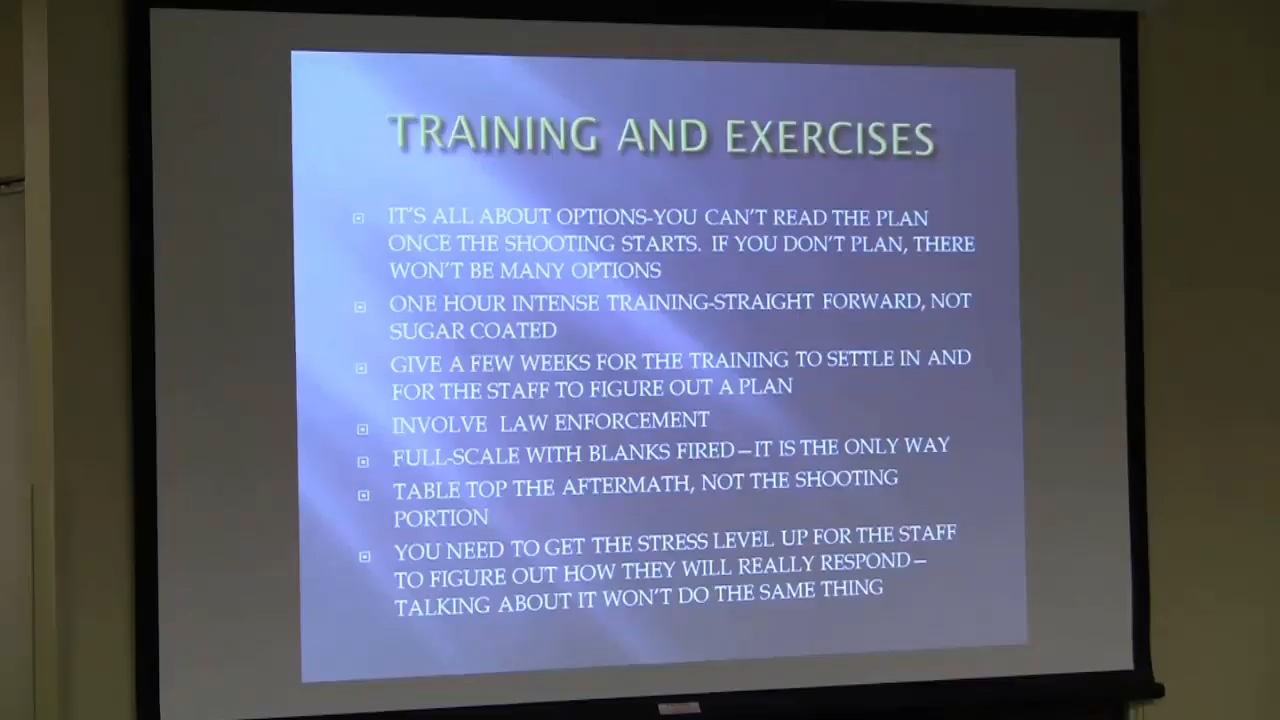 TRAINING AND EXERCISES
IT'S ALL ABOUT OPTIONS-YOU CAN'T READ THE PLAN
ONCE THE SHOOTING STARTS. IF YOU DON'T PLAN, THERE
WON'T BE MANY OPTIONS
ONE HOUR INTENSE TRAINING-STRAIGHT FORWARD, NOT
SUGAR COATED
GIVE A FEW WEEKS FOR THE TRAINING TO SETTLE IN AND
FOR THE STAFF TO FIGURE OUT A PLAN
INVOLVE LAW ENFORCEMENT
FULL-SCALE WITH BLANKS FIRED—IT IS THE ONLY WAY
TABLE TOP THE AFTERMATH, NOT THE SHOOTING
PORTION
YOU NEED TO GET THE STRESS LEVEL UP FOR THE STAFF
TO FIGURE OUT HOW THEY WILL REALLY RESPOND—
TALKING ABOUT IT WON'T DO THE SAME THING